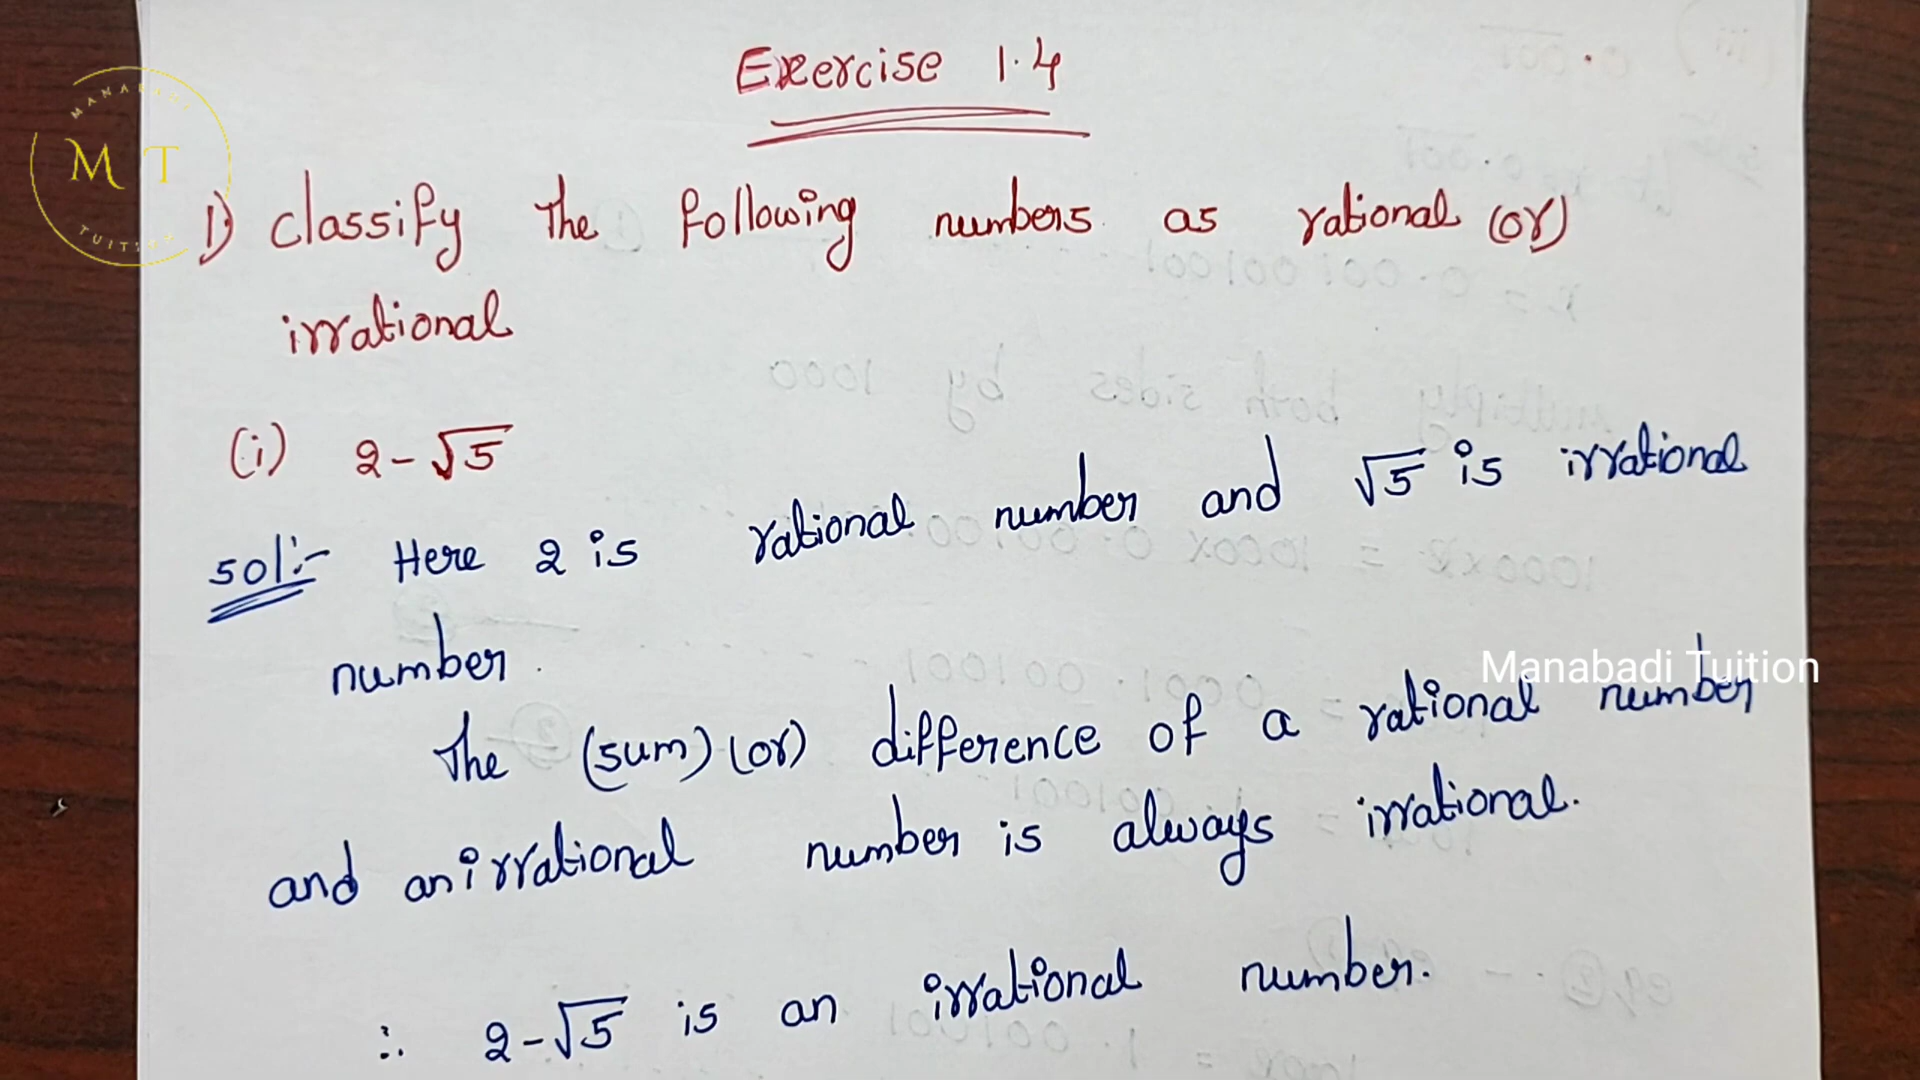 Exercise 1.4
MANABADI
M T
TUITION
1) classify the following numbers as rational (or)
irrational
(i) 2-√5
Sol:- Here 2 is rational number and √5 is irrational
number.
Manabadi Tuition
The (sum) (or) difference of a rational number
and an irrational number is always irrational.
∴ 2-√5 is an irrational number.